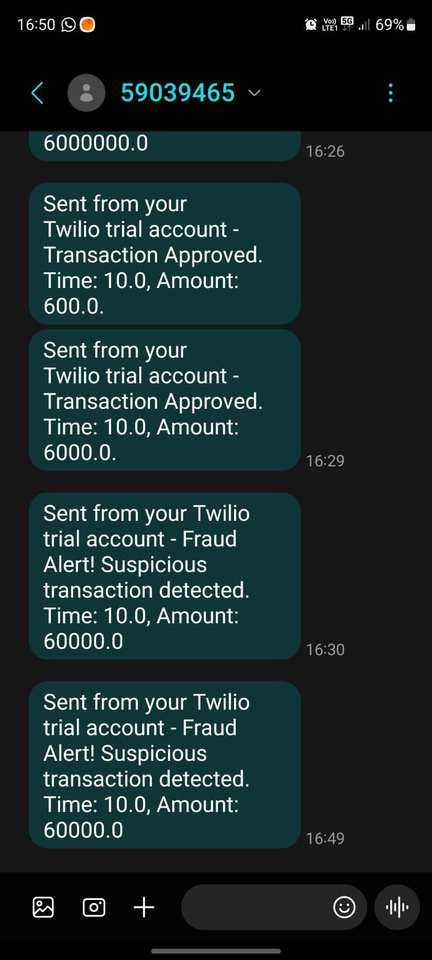 16:50
Vo)) 5G
LTE1
69%
59039465
6000000.0
16:26
Sent from your
Twilio trial account -
Transaction Approved.
Time: 10.0, Amount:
600.0.
Sent from your
Twilio trial account -
Transaction Approved.
Time: 10.0, Amount:
6000.0.
16:29
Sent from your Twilio
trial account - Fraud
Alert! Suspicious
transaction detected.
Time: 10.0, Amount:
60000.0
16:30
Sent from your Twilio
trial account - Fraud
Alert! Suspicious
transaction detected.
Time: 10.0, Amount:
60000.0
16:49